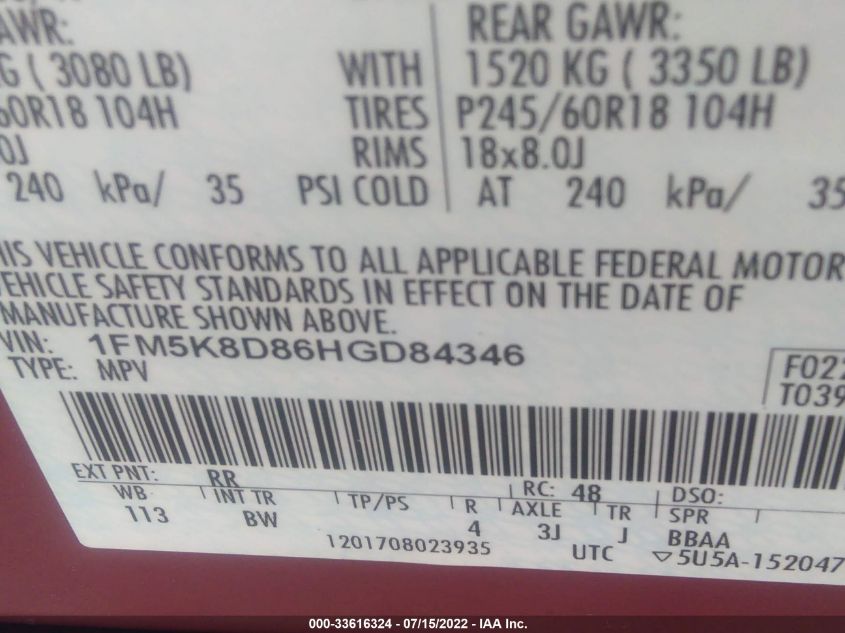 AWR: REAR GAWR:
G ( 3080 LB) WITH 1520 KG ( 3350 LB)
60R18 104H TIRES P245/60R18 104H
0J RIMS 18x8.0J
240 kPa/ 35 PSI COLD AT 240 kPa/ 35
HIS VEHICLE CONFORMS TO ALL APPLICABLE FEDERAL MOTOR
VEHICLE SAFETY STANDARDS IN EFFECT ON THE DATE OF
MANUFACTURE SHOWN ABOVE.
VIN: 1FM5K8D86HGD84346
TYPE: MPV
F022
T039
EXT PNT: RR RC: 48 DSO:
WB INT TR TP/PS R AXLE TR SPR
113 BW 4 3J J BBAA
1201708023935 UTC ▽5U5A-152047
000-33616324 - 07/15/2022 - IAA Inc.